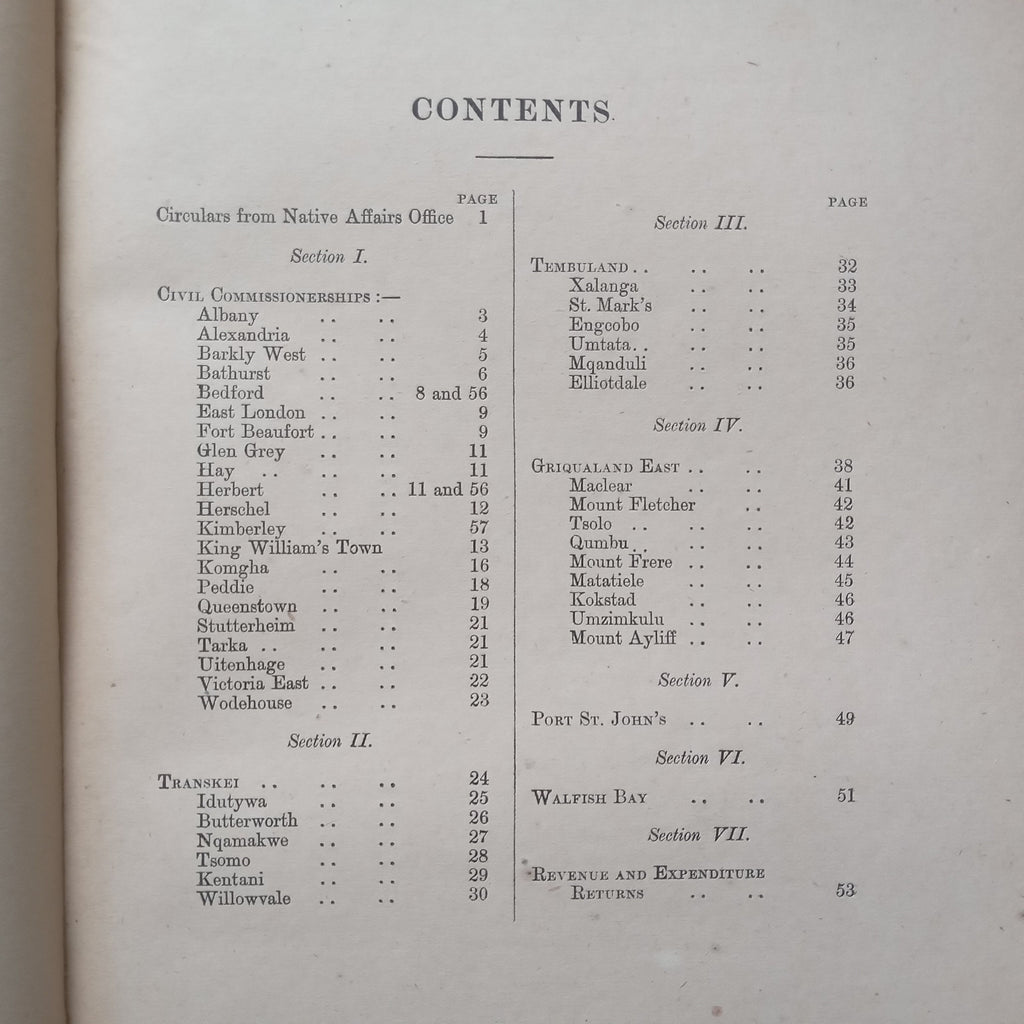 CONTENTS.
PAGE
Circulars from Native Affairs Office 1
Section I.
CIVIL COMMISSIONERSHIPS :—
Albany .. .. 3
Alexandria .. .. 4
Barkly West .. .. 5
Bathurst .. .. 6
Bedford .. .. 8 and 56
East London .. .. 9
Fort Beaufort .. .. 9
Glen Grey .. .. 11
Hay .. .. .. 11
Herbert .. .. 11 and 56
Herschel .. .. 12
Kimberley .. .. 57
King William's Town 13
Komgha .. .. 16
Peddie .. .. 18
Queenstown .. .. 19
Stutterheim .. .. 21
Tarka .. .. .. 21
Uitenhage .. .. 21
Victoria East .. .. 22
Wodehouse .. .. 23
Section II.
TRANSKEI .. .. .. 24
Idutywa .. .. 25
Butterworth .. .. 26
Nqamakwe .. .. 27
Tsomo .. .. 28
Kentani .. .. 29
Willowvale .. .. 30
PAGE
Section III.
TEMBULAND .. .. .. 32
Xalanga .. .. 33
St. Mark's .. .. 34
Engcobo .. .. 35
Umtata .. .. .. 35
Mqanduli .. .. 36
Elliotdale .. .. 36
Section IV.
GRIQUALAND EAST .. .. 38
Maclear .. .. 41
Mount Fletcher .. 42
Tsolo .. .. .. 42
Qumbu .. .. .. 43
Mount Frere .. .. 44
Matatiele .. .. 45
Kokstad .. .. 46
Umzimkulu .. .. 46
Mount Ayliff .. .. 47
Section V.
PORT ST. JOHN'S .. .. 49
Section VI.
WALFISH BAY .. .. 51
Section VII.
REVENUE AND EXPENDITURE
RETURNS .. .. 53